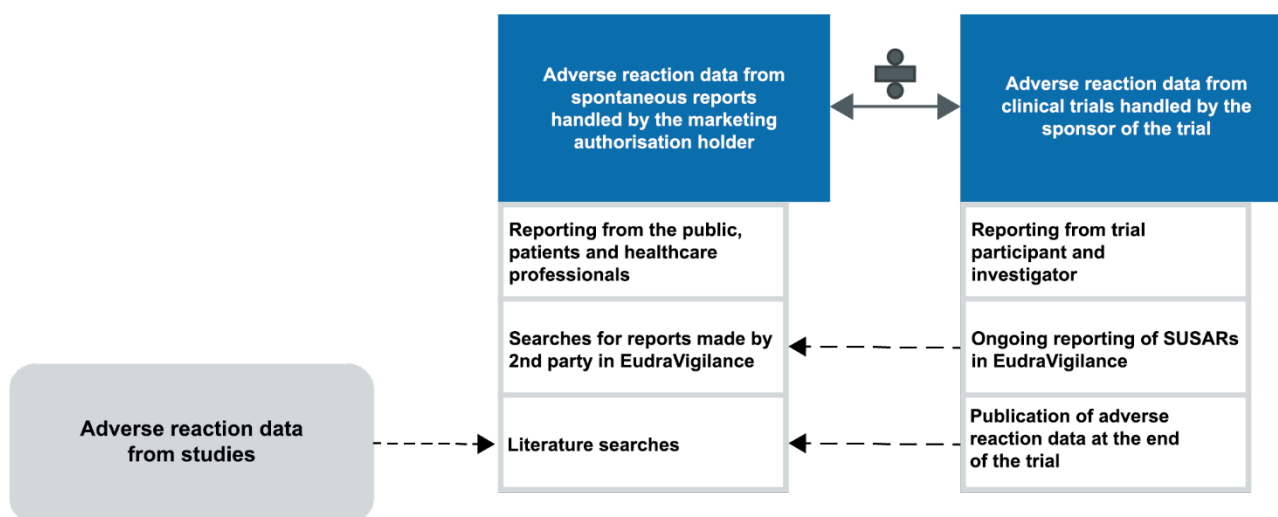 Adverse reaction data from
spontaneous reports
handled by the marketing
authorisation holder
Adverse reaction data from
clinical trials handled by the
sponsor of the trial
Reporting from the public,
patients and healthcare
professionals
Reporting from trial
participant and
investigator
Searches for reports made by
2nd party in EudraVigilance
Ongoing reporting of SUSARs
in EudraVigilance
Adverse reaction data
from studies
Literature searches
Publication of adverse
reaction data at the end
of the trial